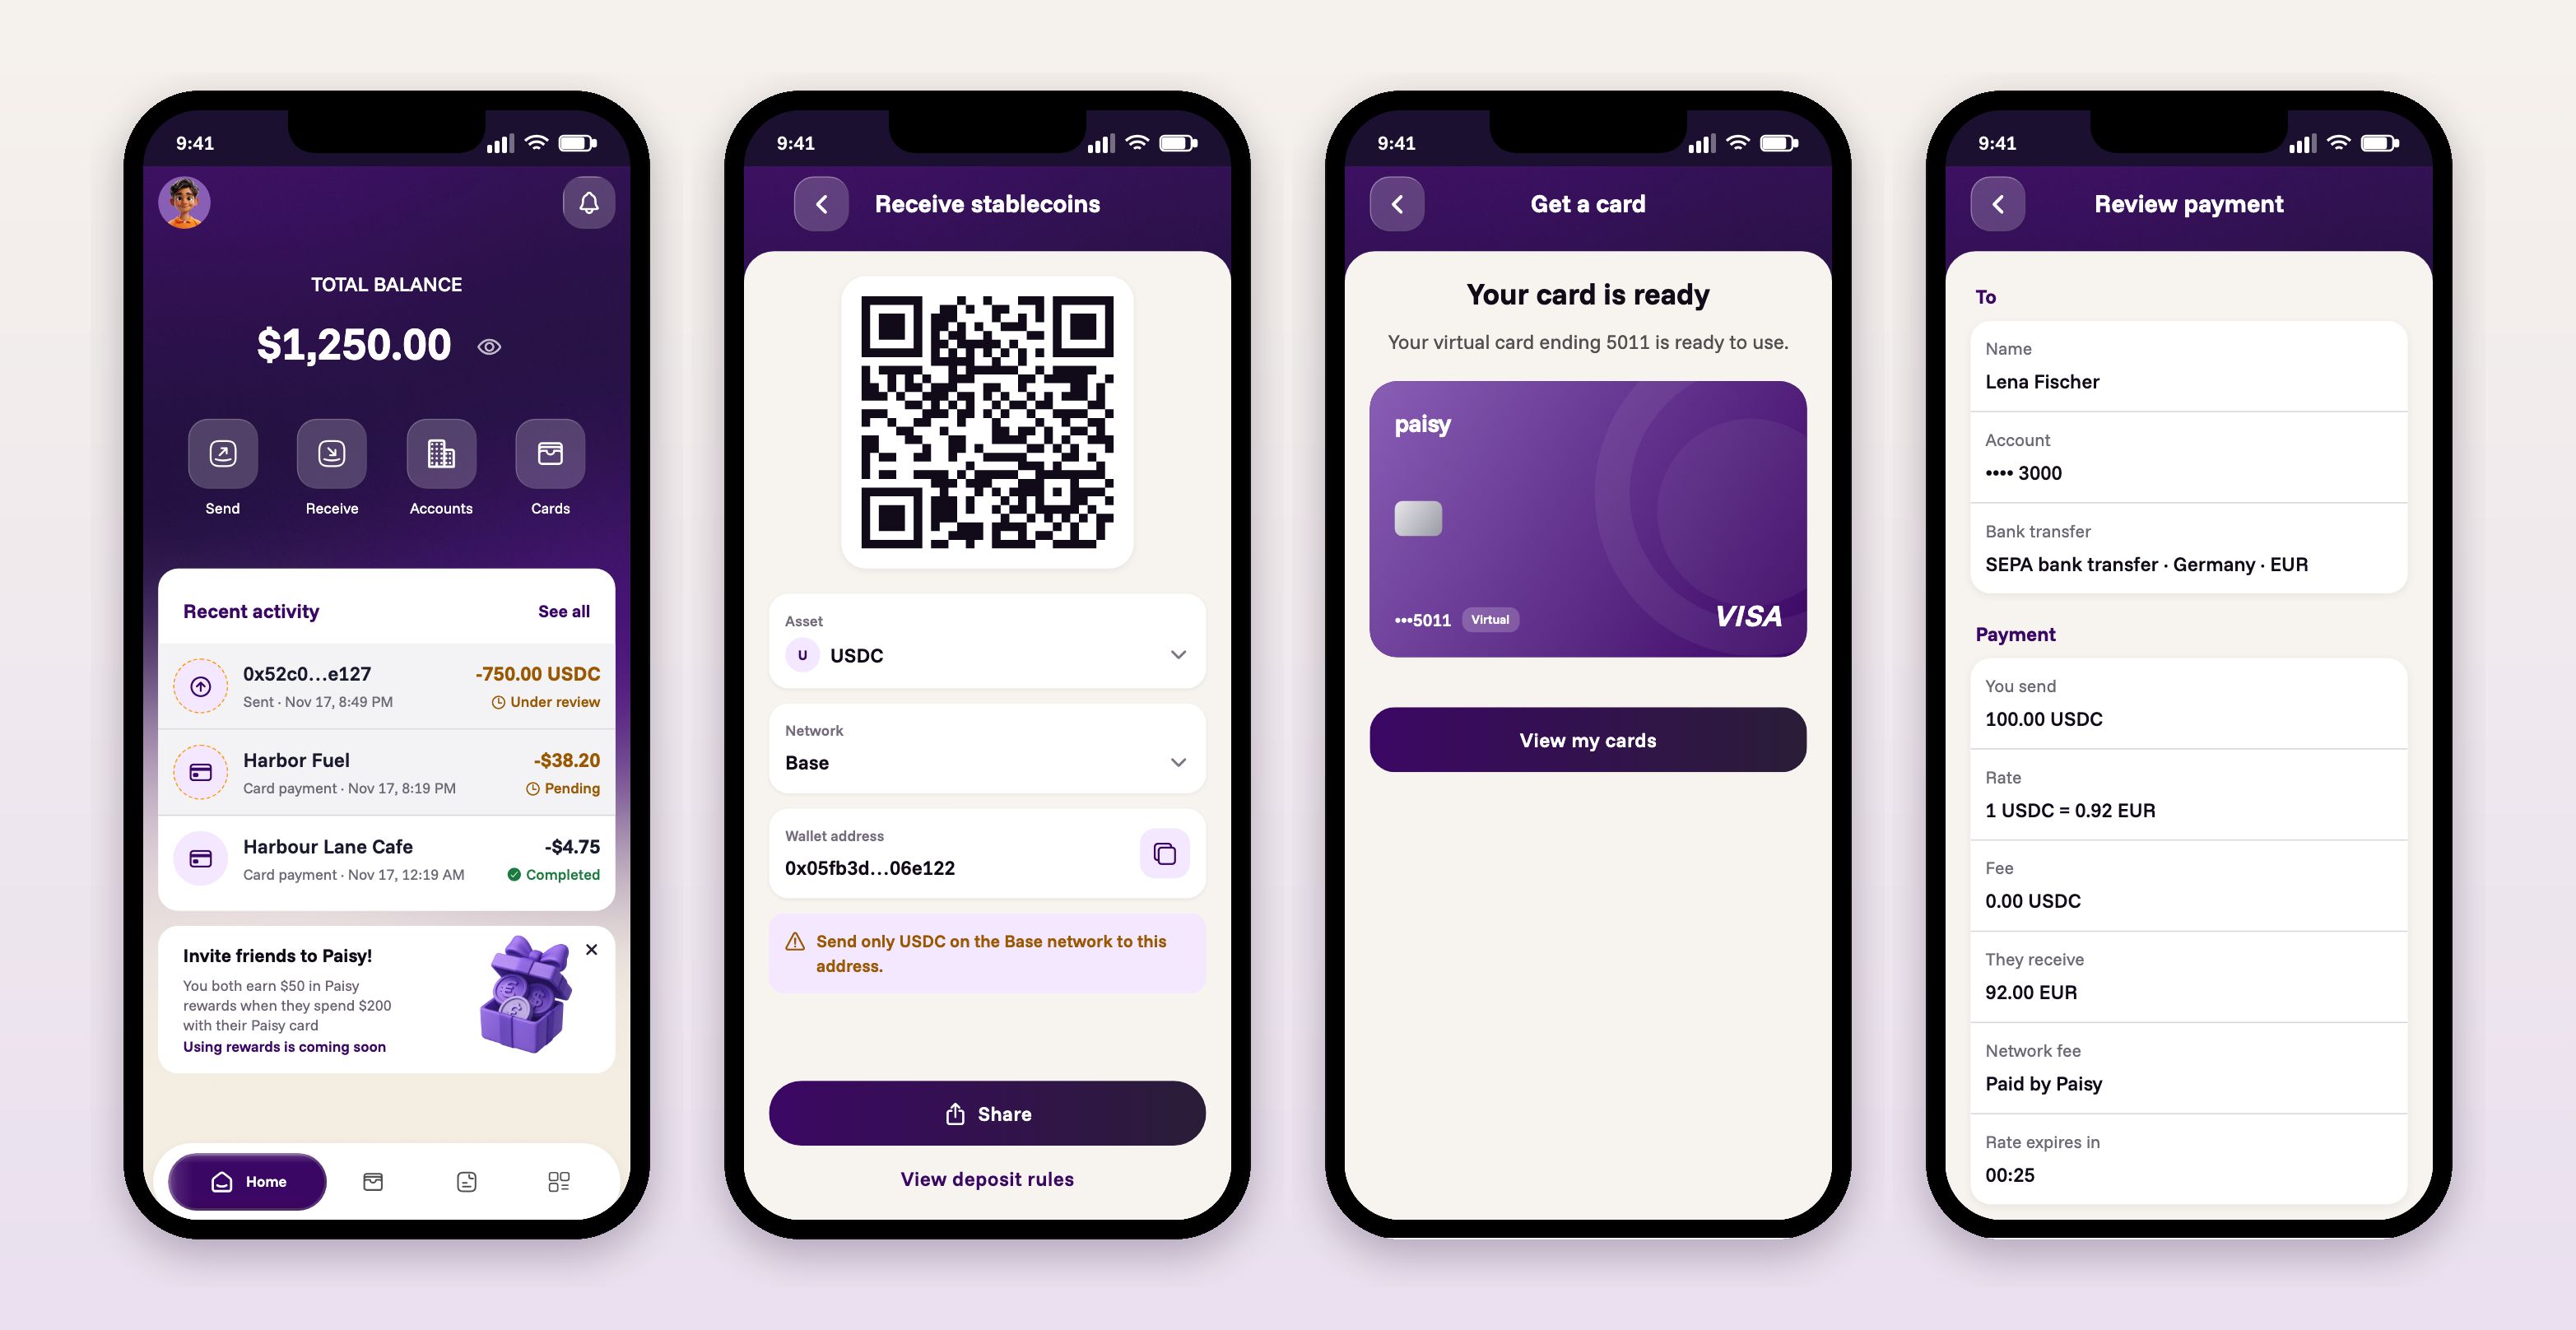 9:41
TOTAL BALANCE
$1,250.00
Send
Receive
Accounts
Cards
Recent activity
See all
0x52c0...e127
-750.00 USDC
Sent · Nov 17, 8:49 PM
Under review
Harbor Fuel
-$38.20
Card payment · Nov 17, 8:19 PM
Pending
Harbour Lane Cafe
-$4.75
Card payment · Nov 17, 12:19 AM
Completed
Invite friends to Paisy!
You both earn $50 in Paisy
rewards when they spend $200
with their Paisy card
Using rewards is coming soon
Home
9:41
Receive stablecoins
Asset
U
USDC
Network
Base
Wallet address
0x05fb3d...06e122
Send only USDC on the Base network to this
address.
Share
View deposit rules
9:41
Get a card
Your card is ready
Your virtual card ending 5011 is ready to use.
paisy
•••5011
Virtual
VISA
View my cards
9:41
Review payment
To
Name
Lena Fischer
Account
•••• 3000
Bank transfer
SEPA bank transfer · Germany · EUR
Payment
You send
100.00 USDC
Rate
1 USDC = 0.92 EUR
Fee
0.00 USDC
They receive
92.00 EUR
Network fee
Paid by Paisy
Rate expires in
00:25